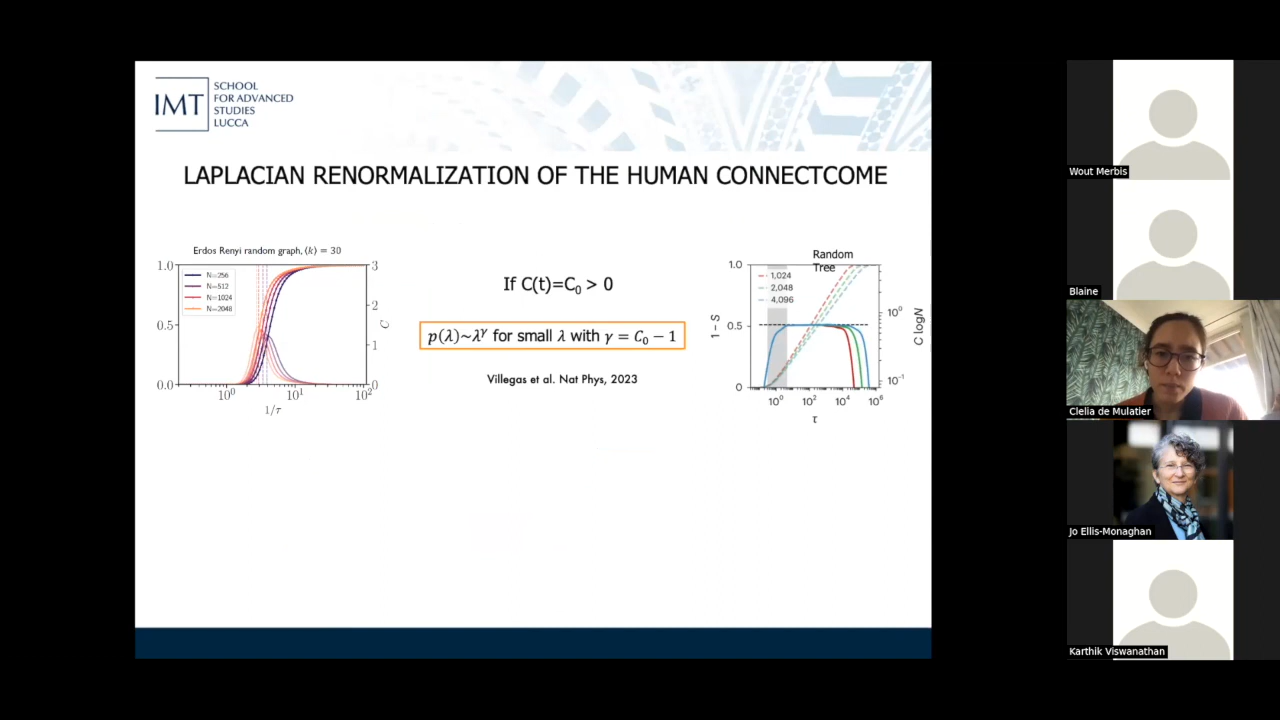 IMT
SCHOOL
FOR ADVANCED
STUDIES
LUCCA
LAPLACIAN RENORMALIZATION OF THE HUMAN CONNECTCOME
Erdos Renyi random graph, ⟨k⟩ = 30
1.0
0.5
0.0
N=256
N=512
N=1024
N=2048
3
2
1
0
C
10⁰
10¹
10²
1/τ
If C(t)=C₀ > 0
p(λ)~λ^γ for small λ with γ = C₀ − 1
Villegas et al. Nat Phys, 2023
Random
Tree
1.0
0.5
0
1 − S
1,024
2,048
4,096
10⁰
10⁻¹
C logN
10⁰
10²
10⁴
10⁶
τ
Wout Merbis
Blaine
Clelia de Mulatier
Jo Ellis-Monaghan
Karthik Viswanathan